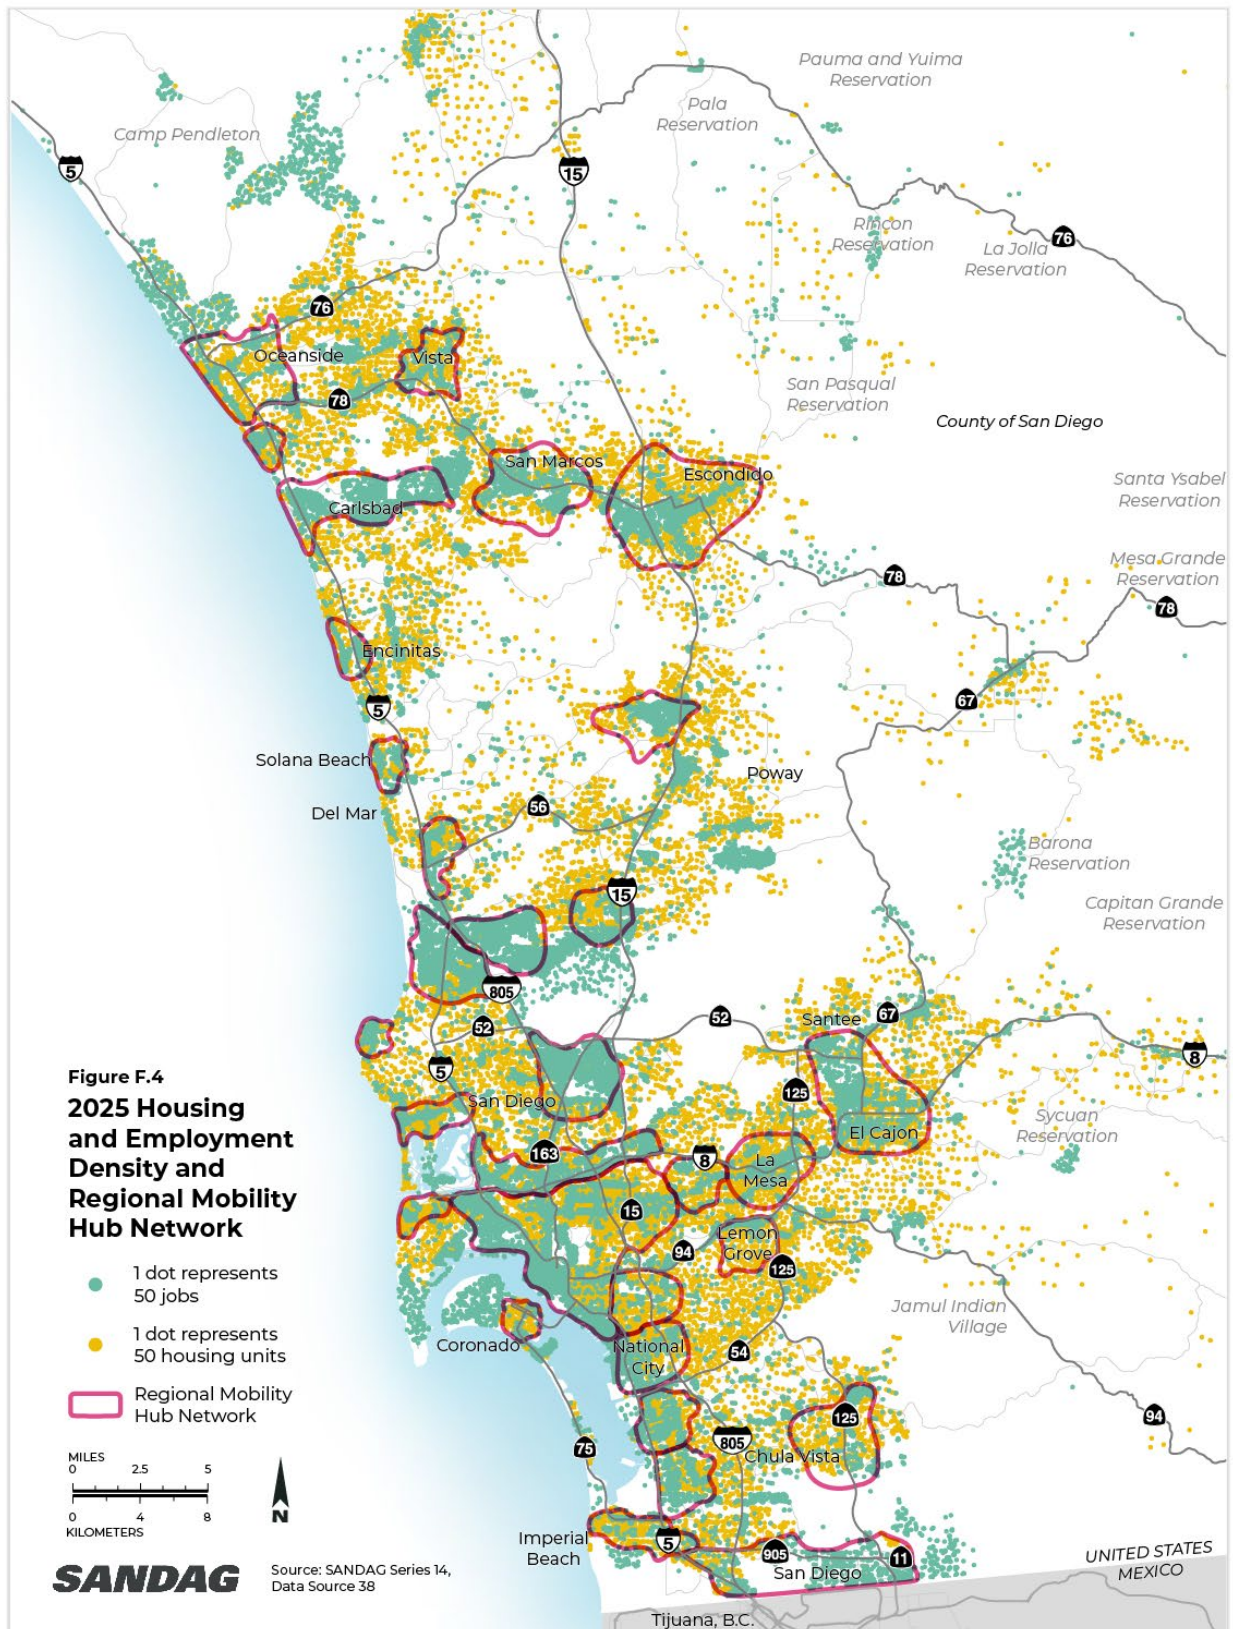 Pauma and Yuima
Reservation
Pala
Reservation
Camp Pendleton
5
15
Rincon
Reservation
76
La Jolla
Reservation
76
Oceanside
Vista
78
San Pasqual
Reservation
County of San Diego
San Marcos
Escondido
Santa Ysabel
Reservation
Carlsbad
Mesa Grande
Reservation
78
78
Encinitas
67
5
Solana Beach
Poway
56
Del Mar
Barona
Reservation
15
Capitan Grande
Reservation
805
52
52
Santee
67
8
5
125
San Diego
Sycuan
Reservation
El Cajon
163
8
La
Mesa
15
94
Lemon
Grove
125
Jamul Indian
Village
Coronado
National
City
54
125
94
75
805
Chula Vista
Imperial
Beach
5
905
11
San Diego
UNITED STATES
MEXICO
Tijuana, B.C.
Figure F.4
2025 Housing
and Employment
Density and
Regional Mobility
Hub Network
1 dot represents
50 jobs
1 dot represents
50 housing units
Regional Mobility
Hub Network
MILES
0 2.5 5
0 4 8
KILOMETERS
N
SANDAG
Source: SANDAG Series 14,
Data Source 38